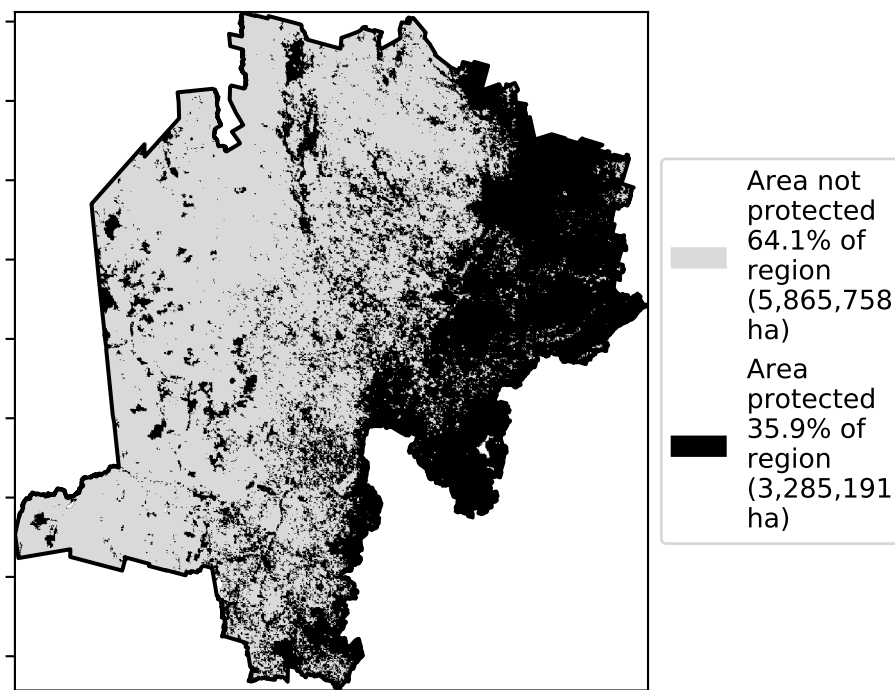 Area not
protected
64.1% of
region
(5,865,758
ha)
Area
protected
35.9% of
region
(3,285,191
ha)